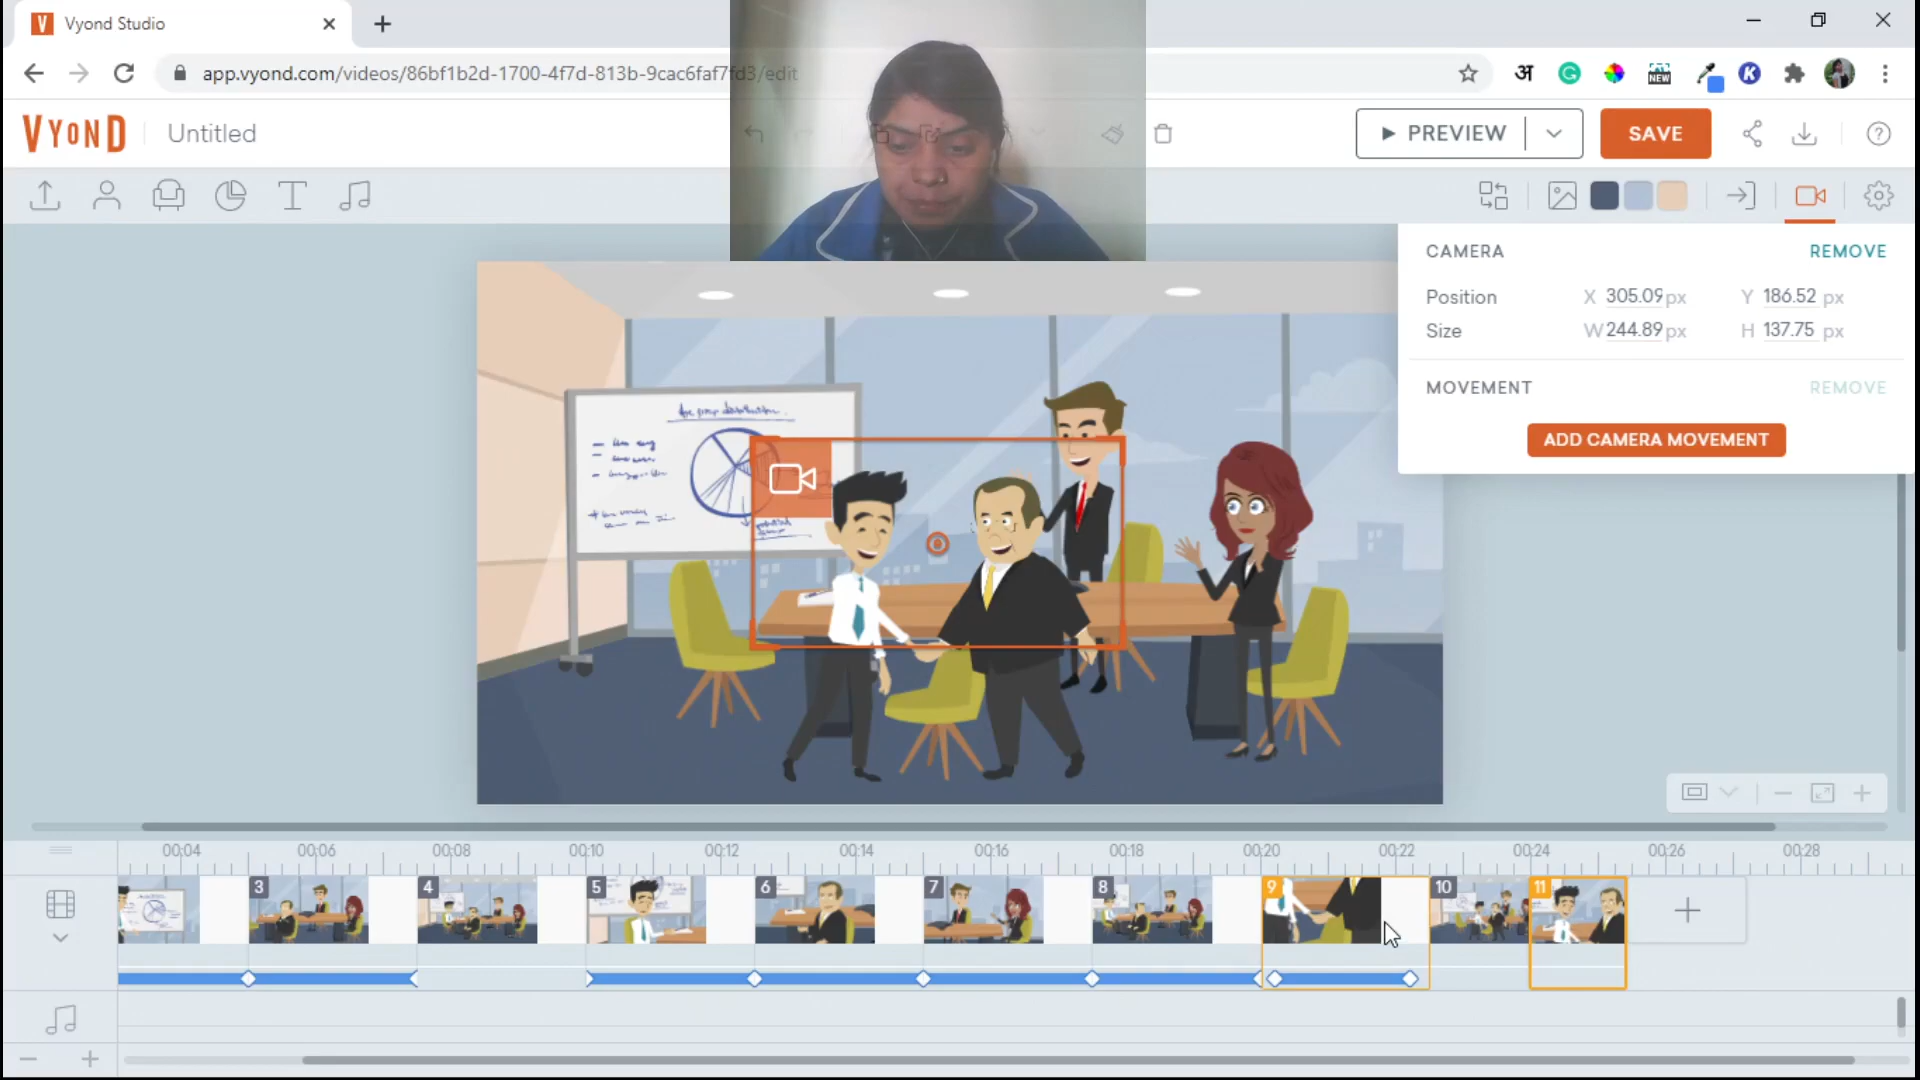 Vyond Studio
app.vyond.com/videos/86bf1b2d-1700-4f7d-813b-9cac6faf7fd3/edit
अ
G
NEW
K
VYOND
Untitled
PREVIEW
SAVE
T
CAMERA
REMOVE
Position X 305.09 px Y 186.52 px
Size W 244.89 px H 137.75 px
MOVEMENT
REMOVE
ADD CAMERA MOVEMENT
00:04 00:06 00:08 00:10 00:12 00:14 00:16 00:18 00:20 00:22 00:24 00:26 00:28
3 4 5 6 7 8 9 10 11